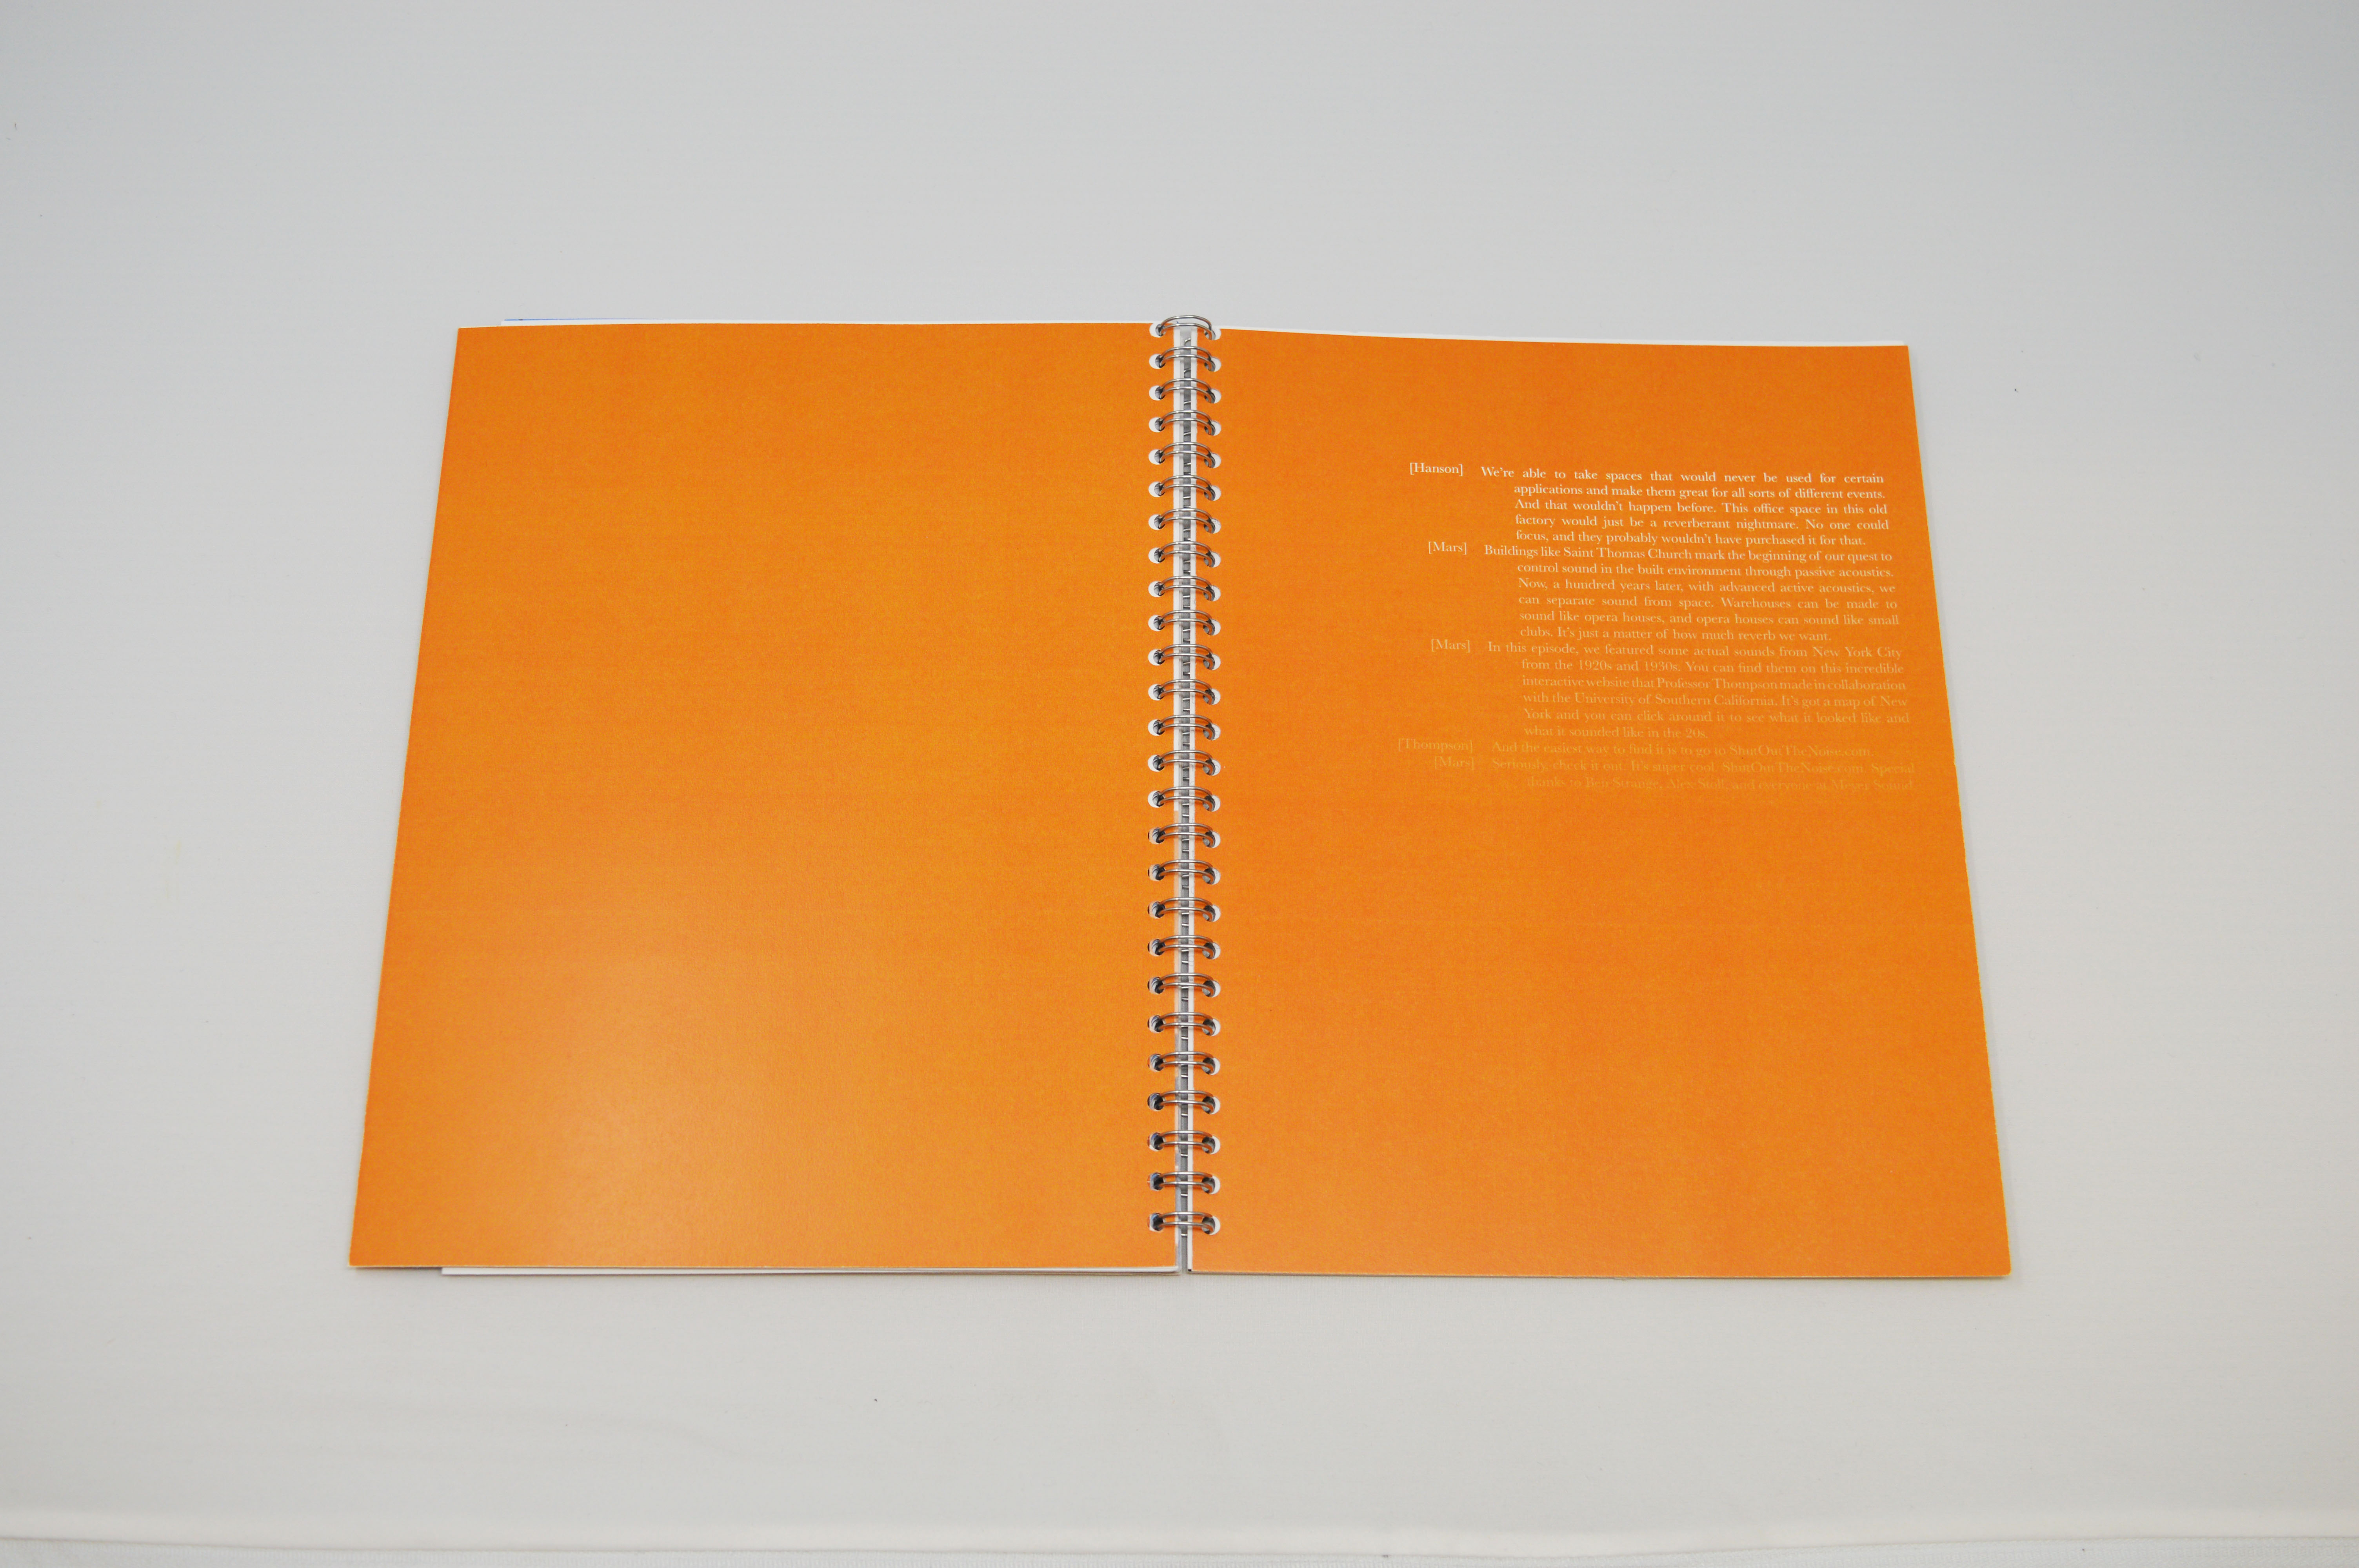 [Hanson] We're able to take spaces that would never be used for certain
applications and make them great for all sorts of different events.
And that wouldn't happen before. This office space in this old
factory would just be a reverberant nightmare. No one could
focus, and they probably wouldn't have purchased it for that.
[Mars] Buildings like Saint Thomas Church mark the beginning of our quest to
control sound in the built environment through passive acoustics.
Now, a hundred years later, with advanced active acoustics, we
can separate sound from space. Warehouses can be made to
sound like opera houses, and opera houses can sound like small
clubs. It's just a matter of how much reverb we want.
[Mars] In this episode, we featured some actual sounds from New York City
from the 1920s and 1930s. You can find them on this incredible
interactive website that Professor Thompson made in collaboration
with the University of Southern California. It's got a map of New
York and you can click around it to see what it looked like and
what it sounded like in the 20s.
[Thompson] And the easiest way to find it is to go to ShutOutTheNoise.com.
[Mars] Seriously, check it out. It's super cool. ShutOutTheNoise.com. Special
thanks to Strange, Alex Stoll, and everyone at Meyer Sound.